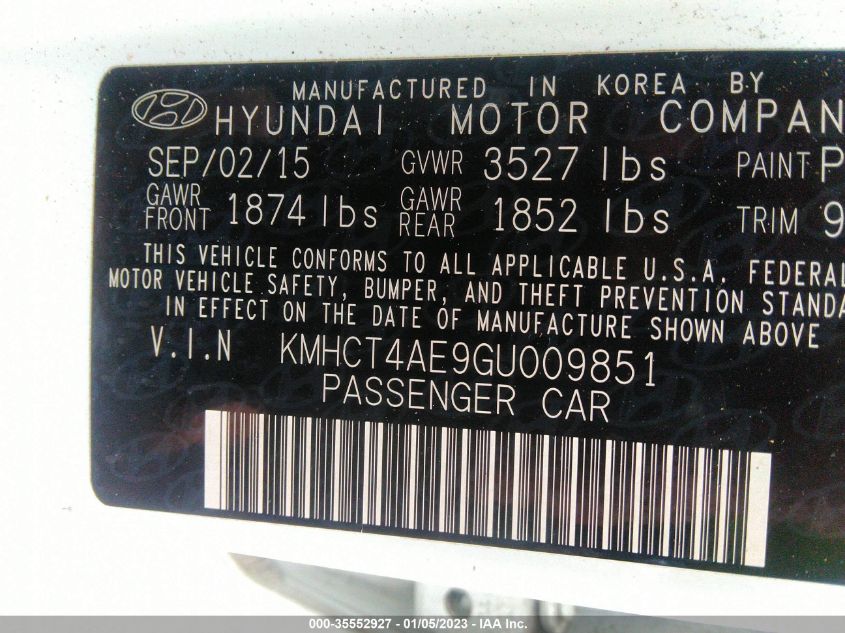 MANUFACTURED IN KOREA BY
HYUNDAI MOTOR COMPAN
SEP/02/15 GVWR 3527 lbs PAINT P
GAWR FRONT 1874 lbs GAWR REAR 1852 lbs TRIM 9
THIS VEHICLE CONFORMS TO ALL APPLICABLE U.S.A. FEDERAL
MOTOR VEHICLE SAFETY, BUMPER, AND THEFT PREVENTION STANDA
IN EFFECT ON THE DATE OF MANUFACTURE SHOWN ABOVE
V.I.N KMHCT4AE9GU009851
PASSENGER CAR
000-35552927 - 01/05/2023 - IAA Inc.